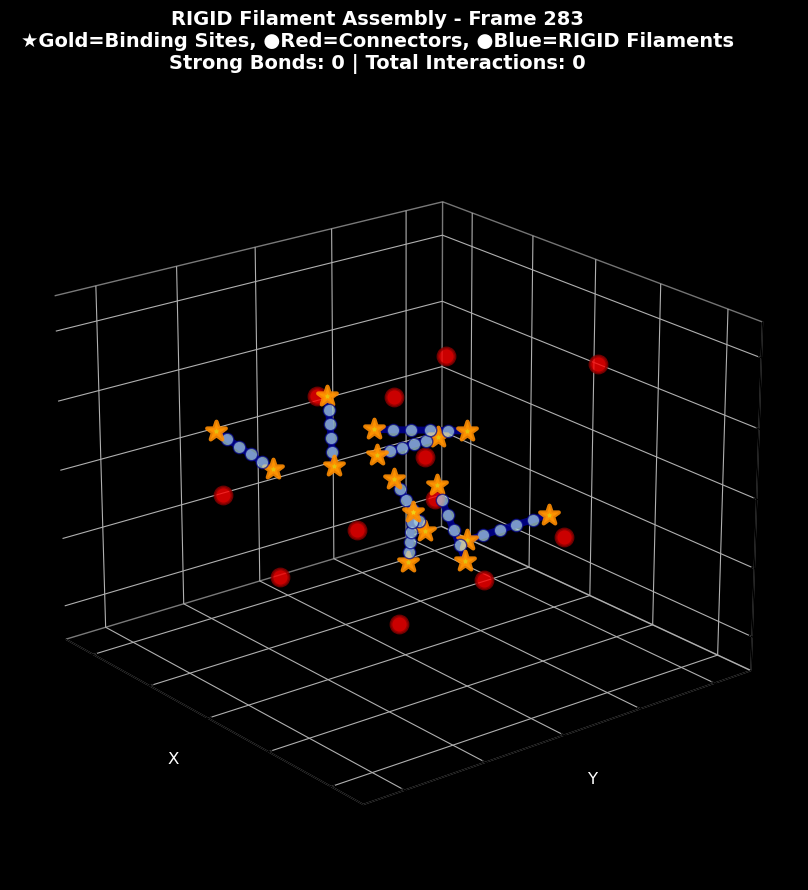 RIGID Filament Assembly - Frame 283
★Gold=Binding Sites, ●Red=Connectors, ●Blue=RIGID Filaments
Strong Bonds: 0 | Total Interactions: 0
X
Y